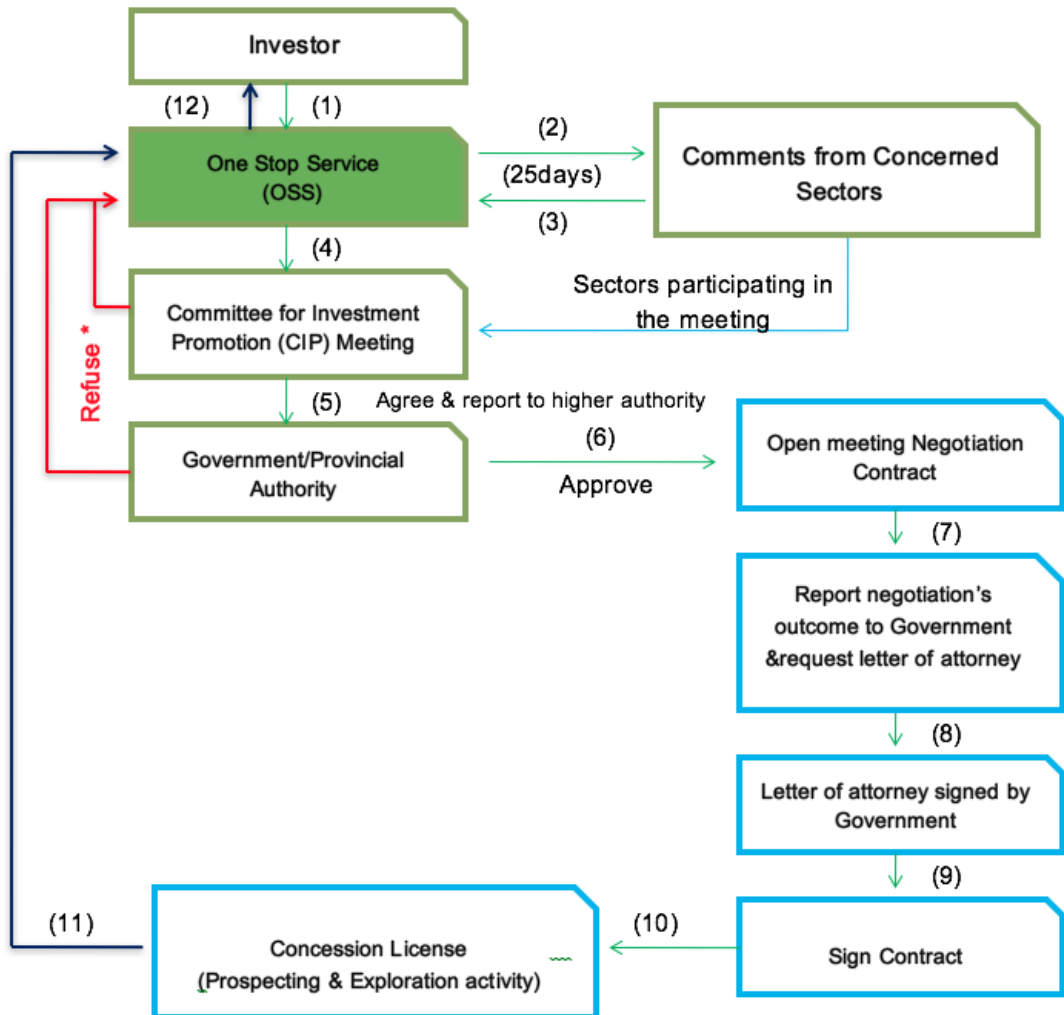 Investor
(12)
(1)
One Stop Service
(OSS)
(2)
(25days)
(3)
Comments from Concerned
Sectors
(4)
Sectors participating in
the meeting
Committee for Investment
Promotion (CIP) Meeting
Refuse *
(5)
Agree & report to higher authority
Government/Provincial
Authority
(6)
Approve
Open meeting Negotiation
Contract
(7)
Report negotiation’s
outcome to Government
&request letter of attorney
(8)
Letter of attorney signed by
Government
(9)
Sign Contract
(10)
Concession License
(Prospecting & Exploration activity)
(11)